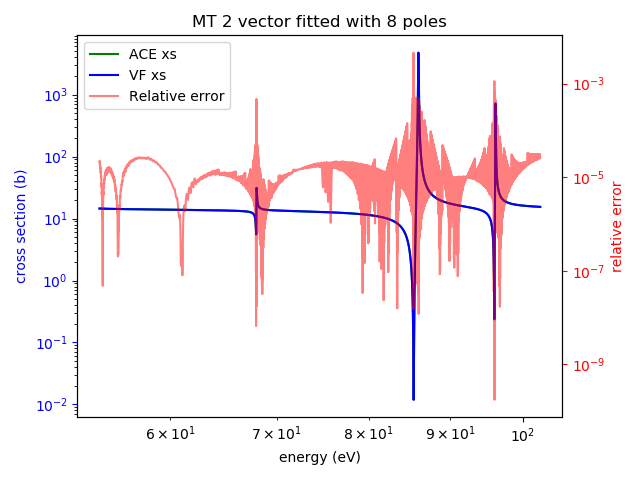 MT 2 vector fitted with 8 poles
ACE xs
VF xs
Relative error
cross section (b)
10³
10²
10¹
10⁰
10⁻¹
10⁻²
10⁻³
10⁻⁵
10⁻⁷
10⁻⁹
relative error
6×10¹ 7×10¹ 8×10¹ 9×10¹ 10²
energy (eV)